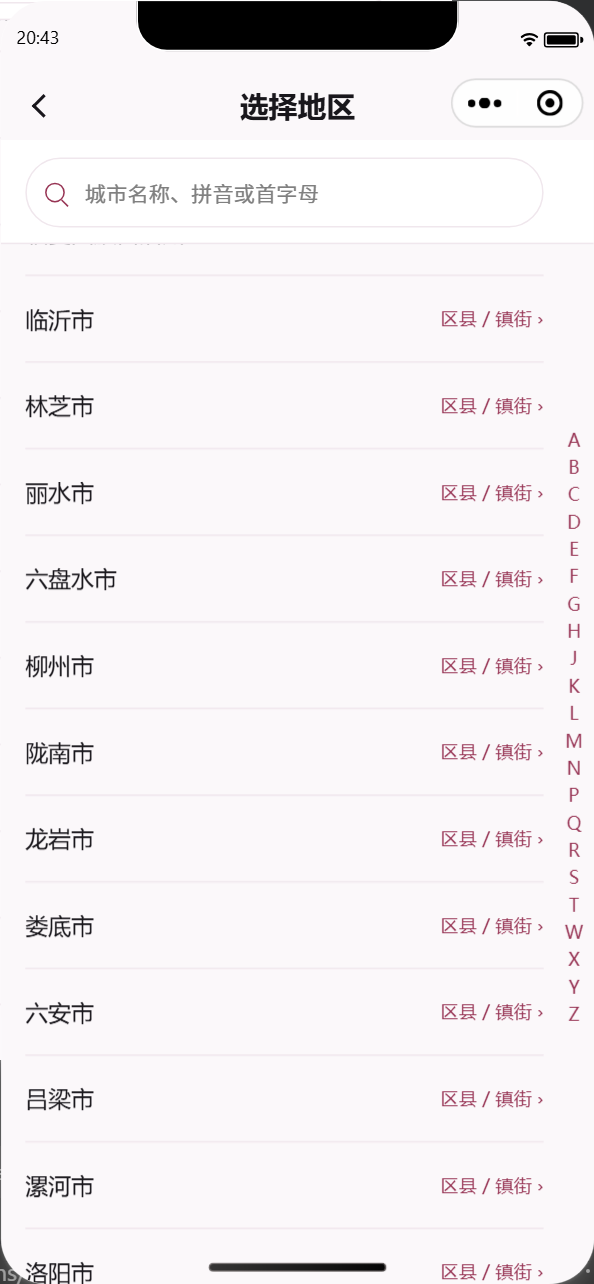 20:43
选择地区
城市名称、拼音或首字母
临沂市 区县 / 镇街 ›
林芝市 区县 / 镇街 ›
丽水市 区县 / 镇街 ›
六盘水市 区县 / 镇街 ›
柳州市 区县 / 镇街 ›
陇南市 区县 / 镇街 ›
龙岩市 区县 / 镇街 ›
娄底市 区县 / 镇街 ›
六安市 区县 / 镇街 ›
吕梁市 区县 / 镇街 ›
漯河市 区县 / 镇街 ›
洛阳市 区县 / 镇街 ›
A
B
C
D
E
F
G
H
J
K
L
M
N
P
Q
R
S
T
W
X
Y
Z